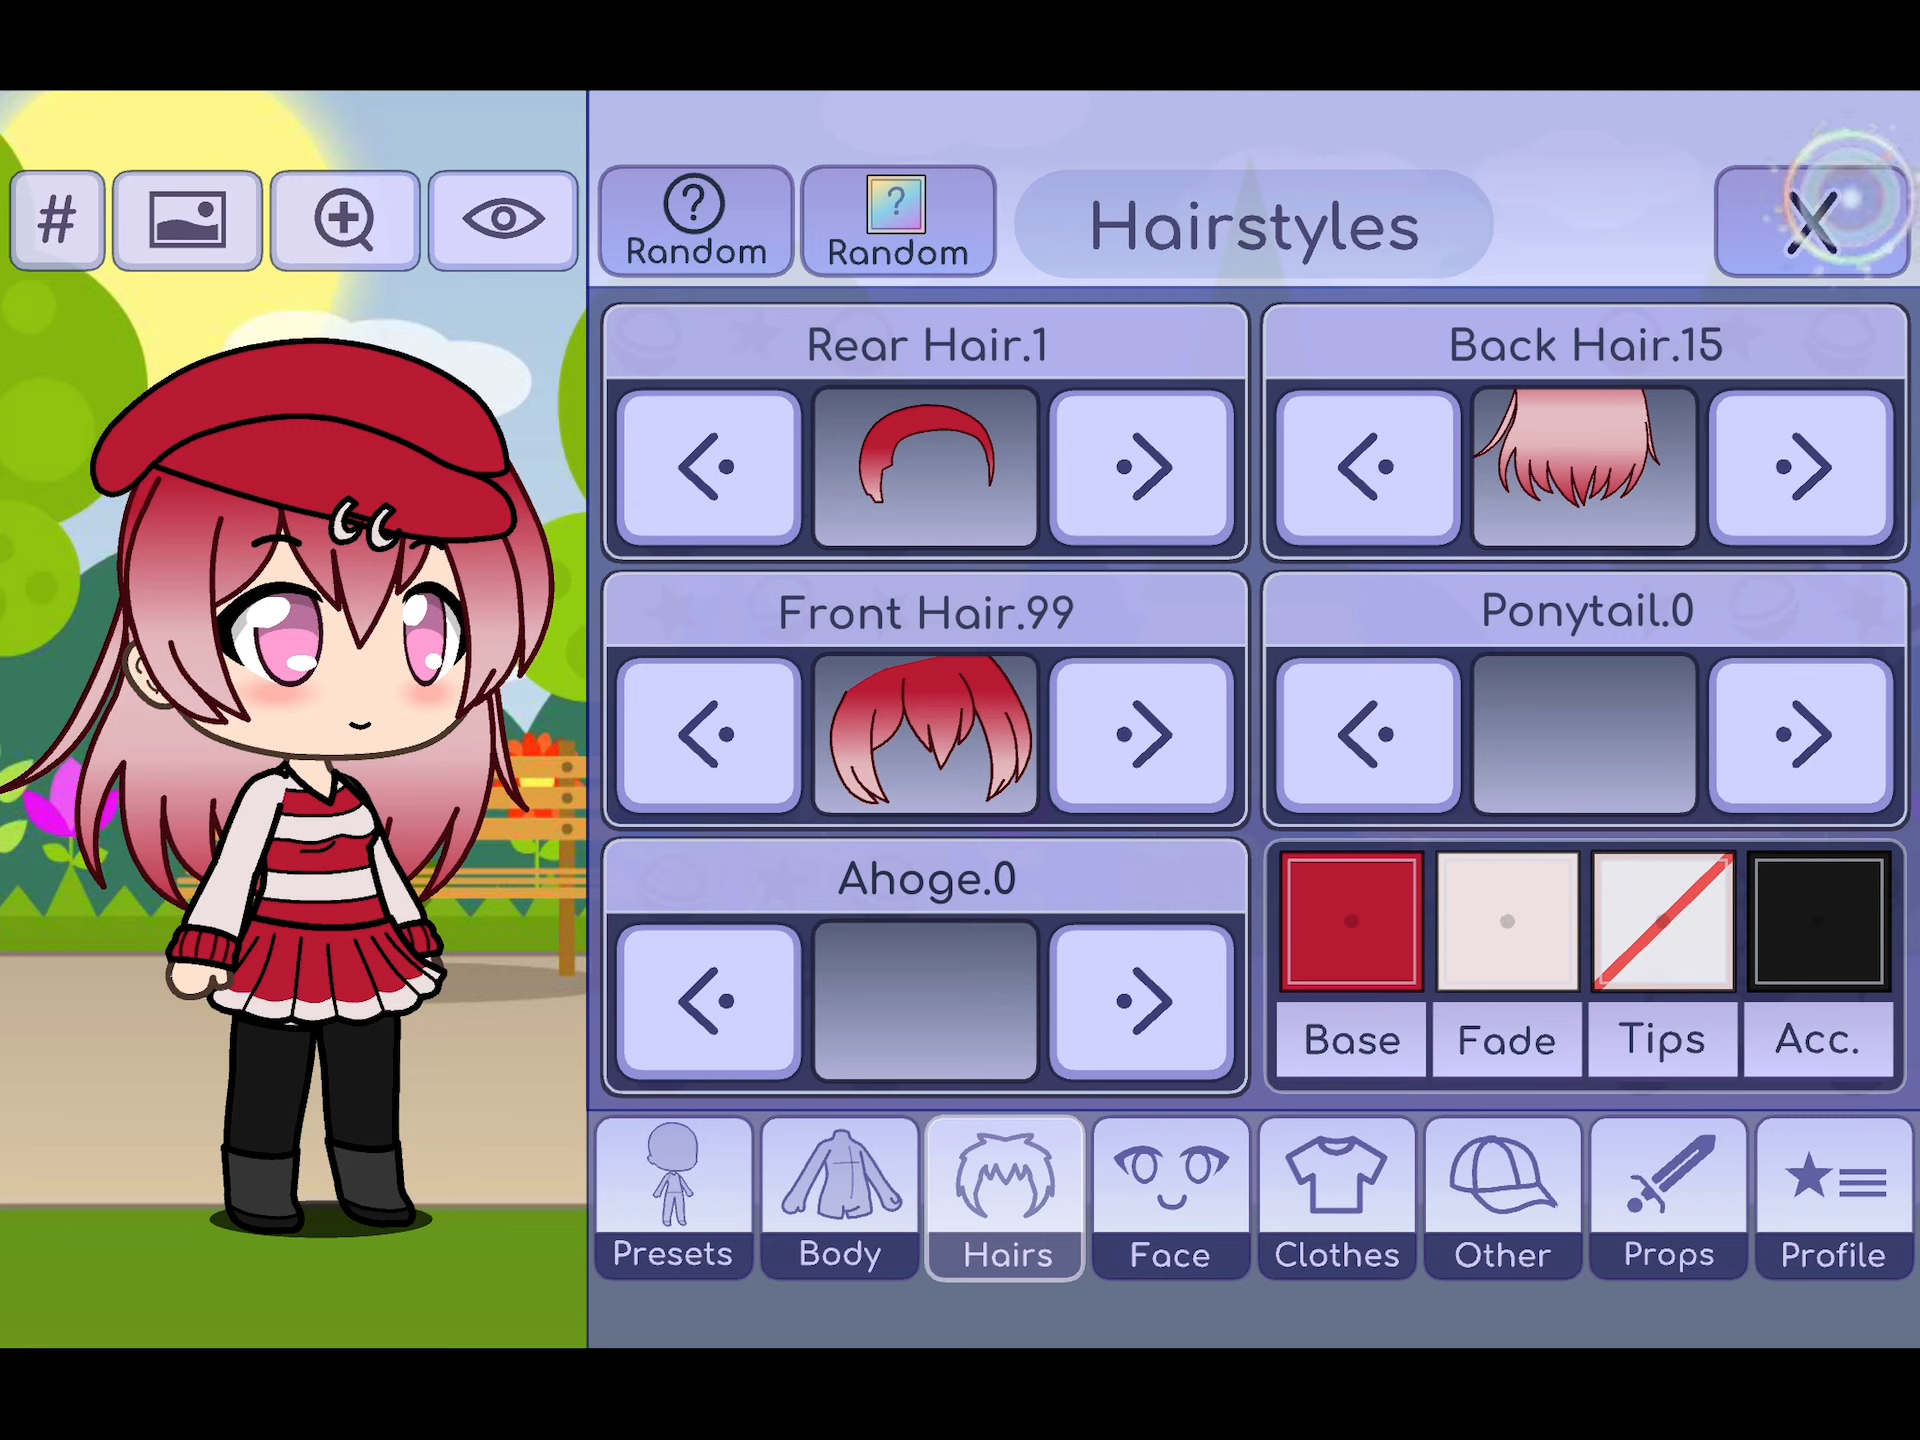 #
? Random
? Random
Hairstyles
X
Rear Hair.1
Back Hair.15
Front Hair.99
Ponytail.0
Ahoge.0
Base
Fade
Tips
Acc.
Presets
Body
Hairs
Face
Clothes
Other
Props
Profile